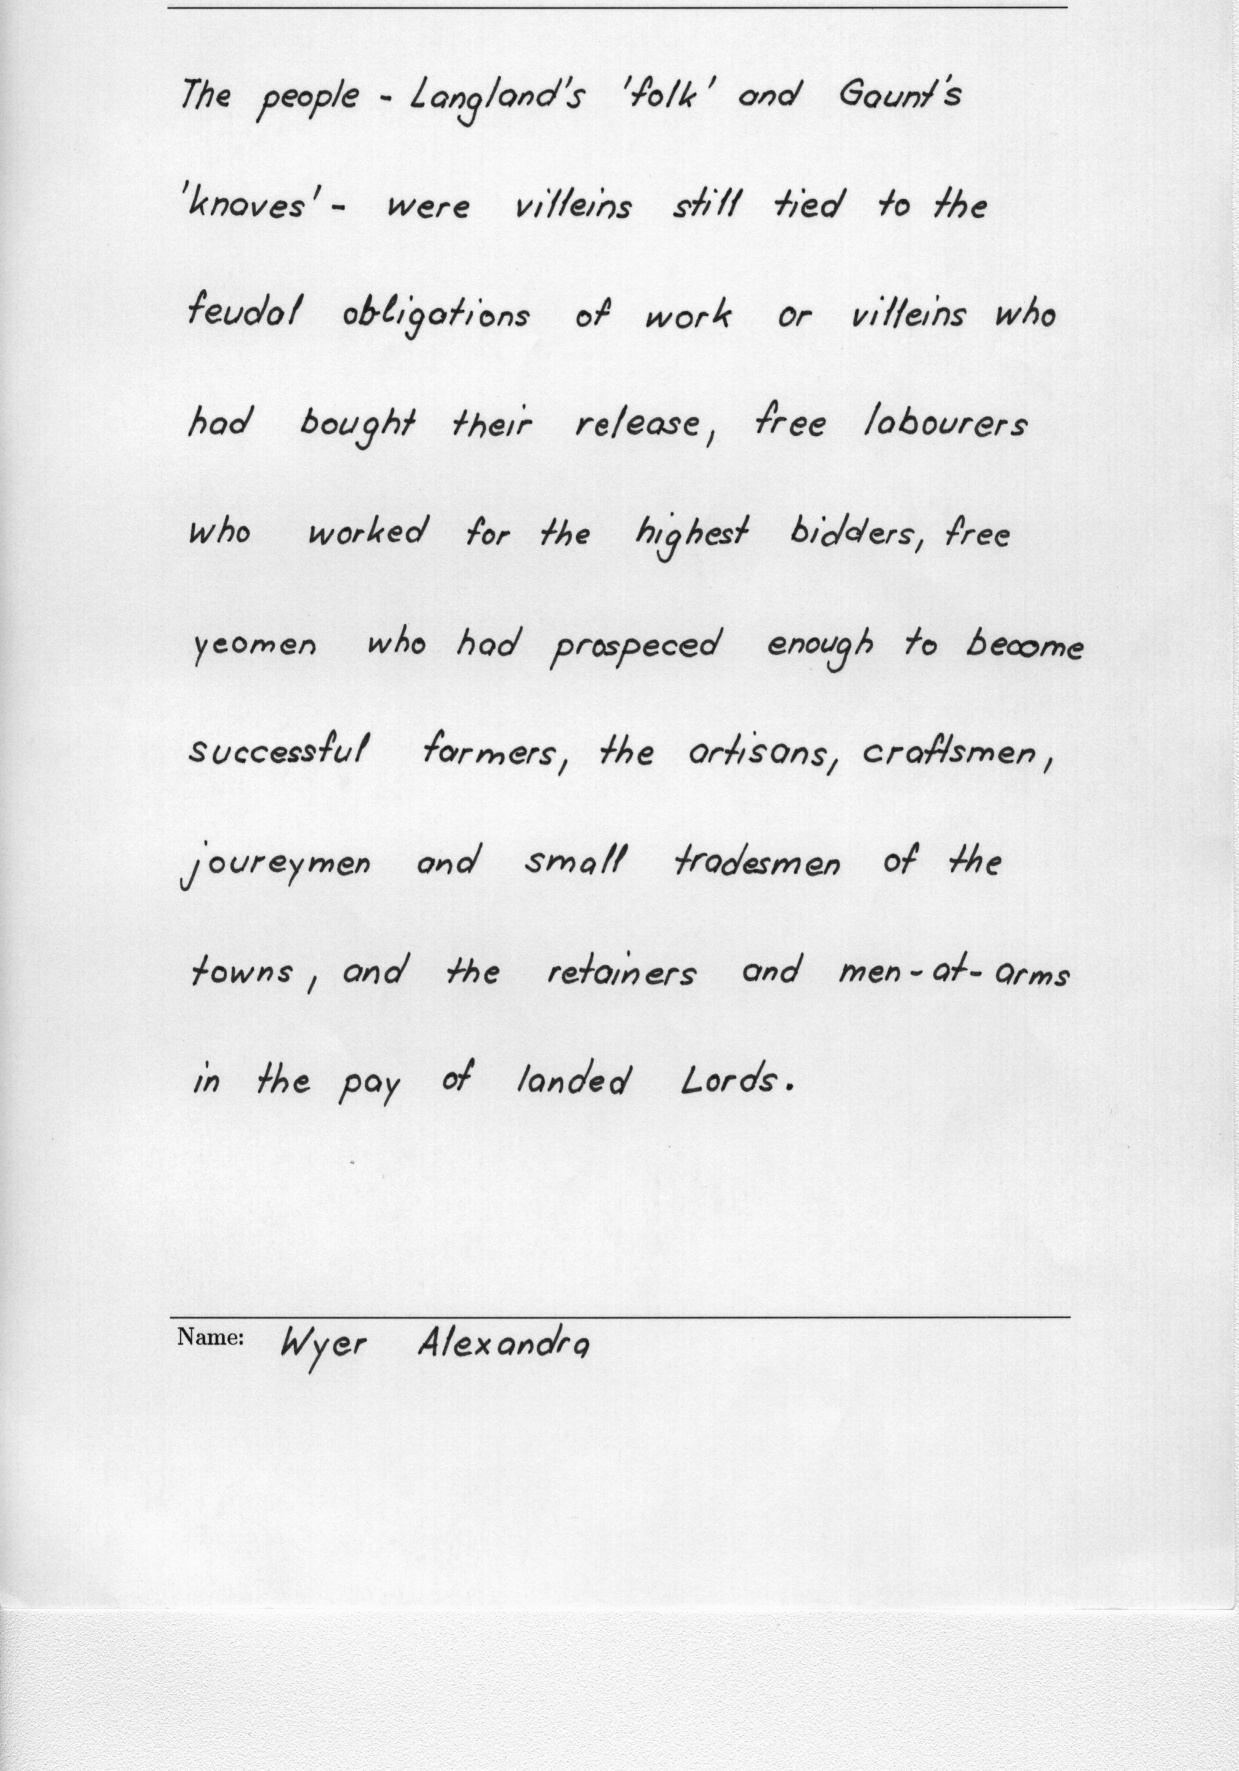 The people - Langland's 'folk' and Gaunt's
'knaves' - were villeins still tied to the
feudal obligations of work or villeins who
had bought their release, free labourers
who worked for the highest bidders, free
yeomen who had prospeced enough to become
successful farmers, the artisans, craftsmen,
joureymen and small tradesmen of the
towns, and the retainers and men-at-arms
in the pay of landed Lords.
Name: Wyer Alexandra